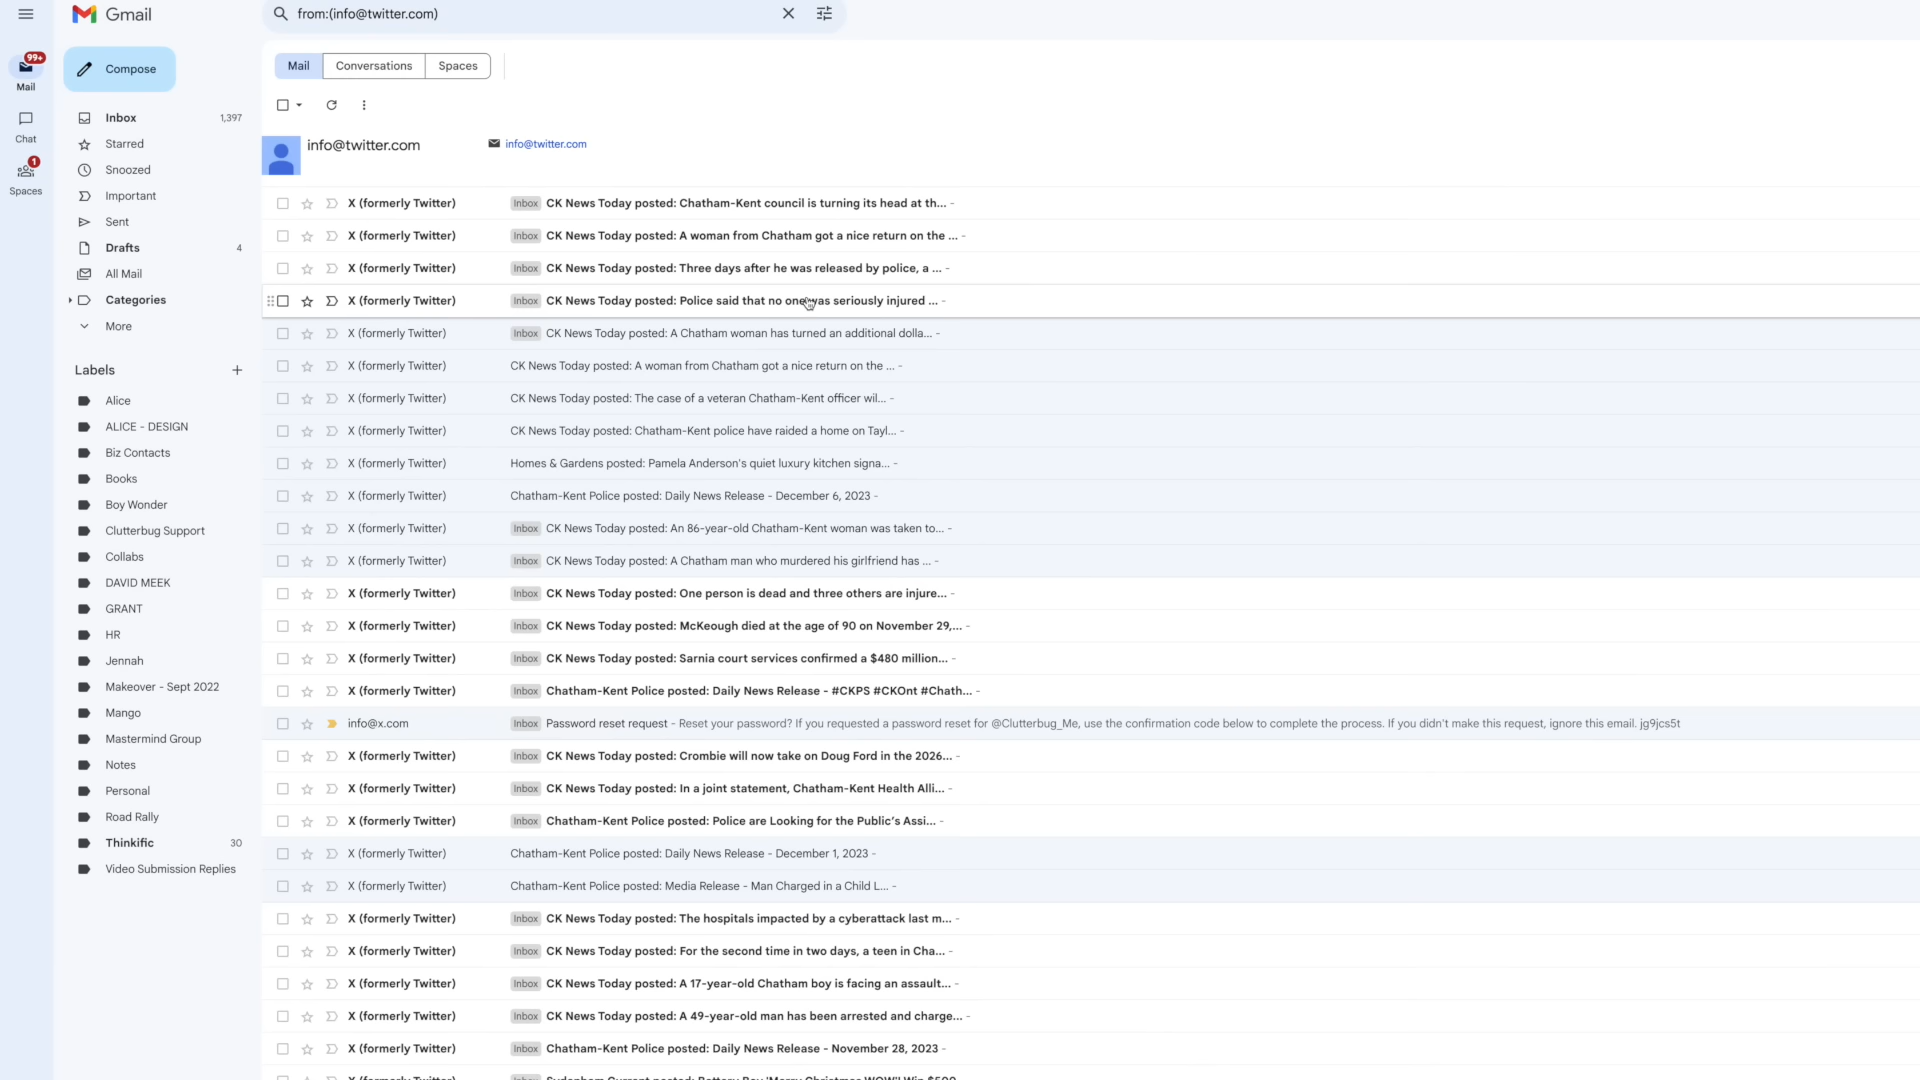 Gmail
from:(info@twitter.com)
99+
Mail
Chat
1
Spaces
Compose
Inbox 1,397
Starred
Snoozed
Important
Sent
Drafts 4
All Mail
Categories
More
Labels +
Alice
ALICE - DESIGN
Biz Contacts
Books
Boy Wonder
Clutterbug Support
Collabs
DAVID MEEK
GRANT
HR
Jennah
Makeover - Sept 2022
Mango
Mastermind Group
Notes
Personal
Road Rally
Thinkific 30
Video Submission Replies
Mail Conversations Spaces
info@twitter.com info@twitter.com
X (formerly Twitter) Inbox CK News Today posted: Chatham-Kent council is turning its head at th... -
X (formerly Twitter) Inbox CK News Today posted: A woman from Chatham got a nice return on the ... -
X (formerly Twitter) Inbox CK News Today posted: Three days after he was released by police, a ... -
X (formerly Twitter) Inbox CK News Today posted: Police said that no one was seriously injured ... -
X (formerly Twitter) Inbox CK News Today posted: A Chatham woman has turned an additional dolla... -
X (formerly Twitter) CK News Today posted: A woman from Chatham got a nice return on the ... -
X (formerly Twitter) CK News Today posted: The case of a veteran Chatham-Kent officer wil... -
X (formerly Twitter) CK News Today posted: Chatham-Kent police have raided a home on Tayl... -
X (formerly Twitter) Homes & Gardens posted: Pamela Anderson's quiet luxury kitchen signa... -
X (formerly Twitter) Chatham-Kent Police posted: Daily News Release - December 6, 2023 -
X (formerly Twitter) Inbox CK News Today posted: An 86-year-old Chatham-Kent woman was taken to... -
X (formerly Twitter) Inbox CK News Today posted: A Chatham man who murdered his girlfriend has ... -
X (formerly Twitter) Inbox CK News Today posted: One person is dead and three others are injure... -
X (formerly Twitter) Inbox CK News Today posted: McKeough died at the age of 90 on November 29,... -
X (formerly Twitter) Inbox CK News Today posted: Sarnia court services confirmed a $480 million... -
X (formerly Twitter) Inbox Chatham-Kent Police posted: Daily News Release - #CKPS #CKOnt #Chath... -
info@x.com Inbox Password reset request - Reset your password? If you requested a password reset for @Clutterbug_Me, use the confirmation code below to complete the process. If you didn't make this request, ignore this email. jg9jcs5t
X (formerly Twitter) Inbox CK News Today posted: Crombie will now take on Doug Ford in the 2026... -
X (formerly Twitter) Inbox CK News Today posted: In a joint statement, Chatham-Kent Health Alli... -
X (formerly Twitter) Inbox Chatham-Kent Police posted: Police are Looking for the Public's Assi... -
X (formerly Twitter) Chatham-Kent Police posted: Daily News Release - December 1, 2023 -
X (formerly Twitter) Chatham-Kent Police posted: Media Release - Man Charged in a Child L... -
X (formerly Twitter) Inbox CK News Today posted: The hospitals impacted by a cyberattack last m... -
X (formerly Twitter) Inbox CK News Today posted: For the second time in two days, a teen in Cha... -
X (formerly Twitter) Inbox CK News Today posted: A 17-year-old Chatham boy is facing an assault... -
X (formerly Twitter) Inbox CK News Today posted: A 49-year-old man has been arrested and charge... -
X (formerly Twitter) Inbox Chatham-Kent Police posted: Daily News Release - November 28, 2023 -